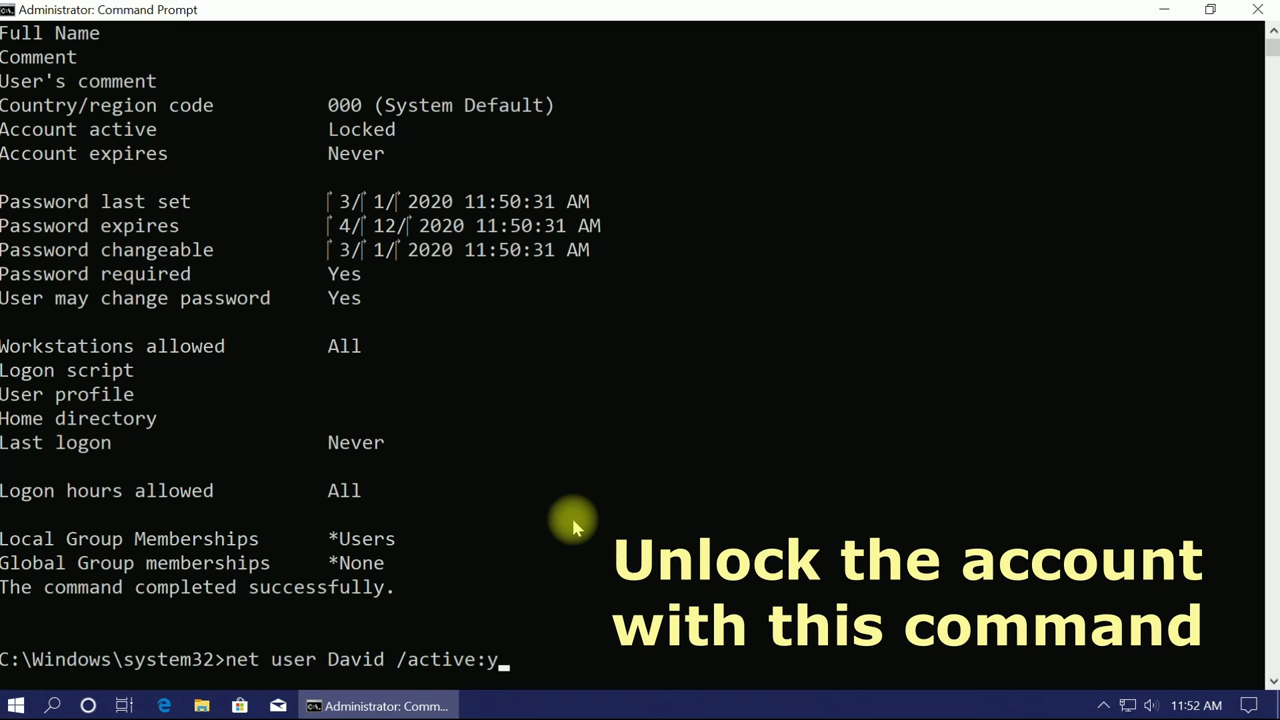 Administrator: Command Prompt
Full Name
Comment
User's comment
Country/region code 000 (System Default)
Account active Locked
Account expires Never
Password last set 3/ 1/ 2020 11:50:31 AM
Password expires 4/ 12/ 2020 11:50:31 AM
Password changeable 3/ 1/ 2020 11:50:31 AM
Password required Yes
User may change password Yes
Workstations allowed All
Logon script
User profile
Home directory
Last logon Never
Logon hours allowed All
Local Group Memberships *Users
Global Group memberships *None
The command completed successfully.
Unlock the account
with this command
C:\Windows\system32>net user David /active:y_
Administrator: Comm...
11:52 AM